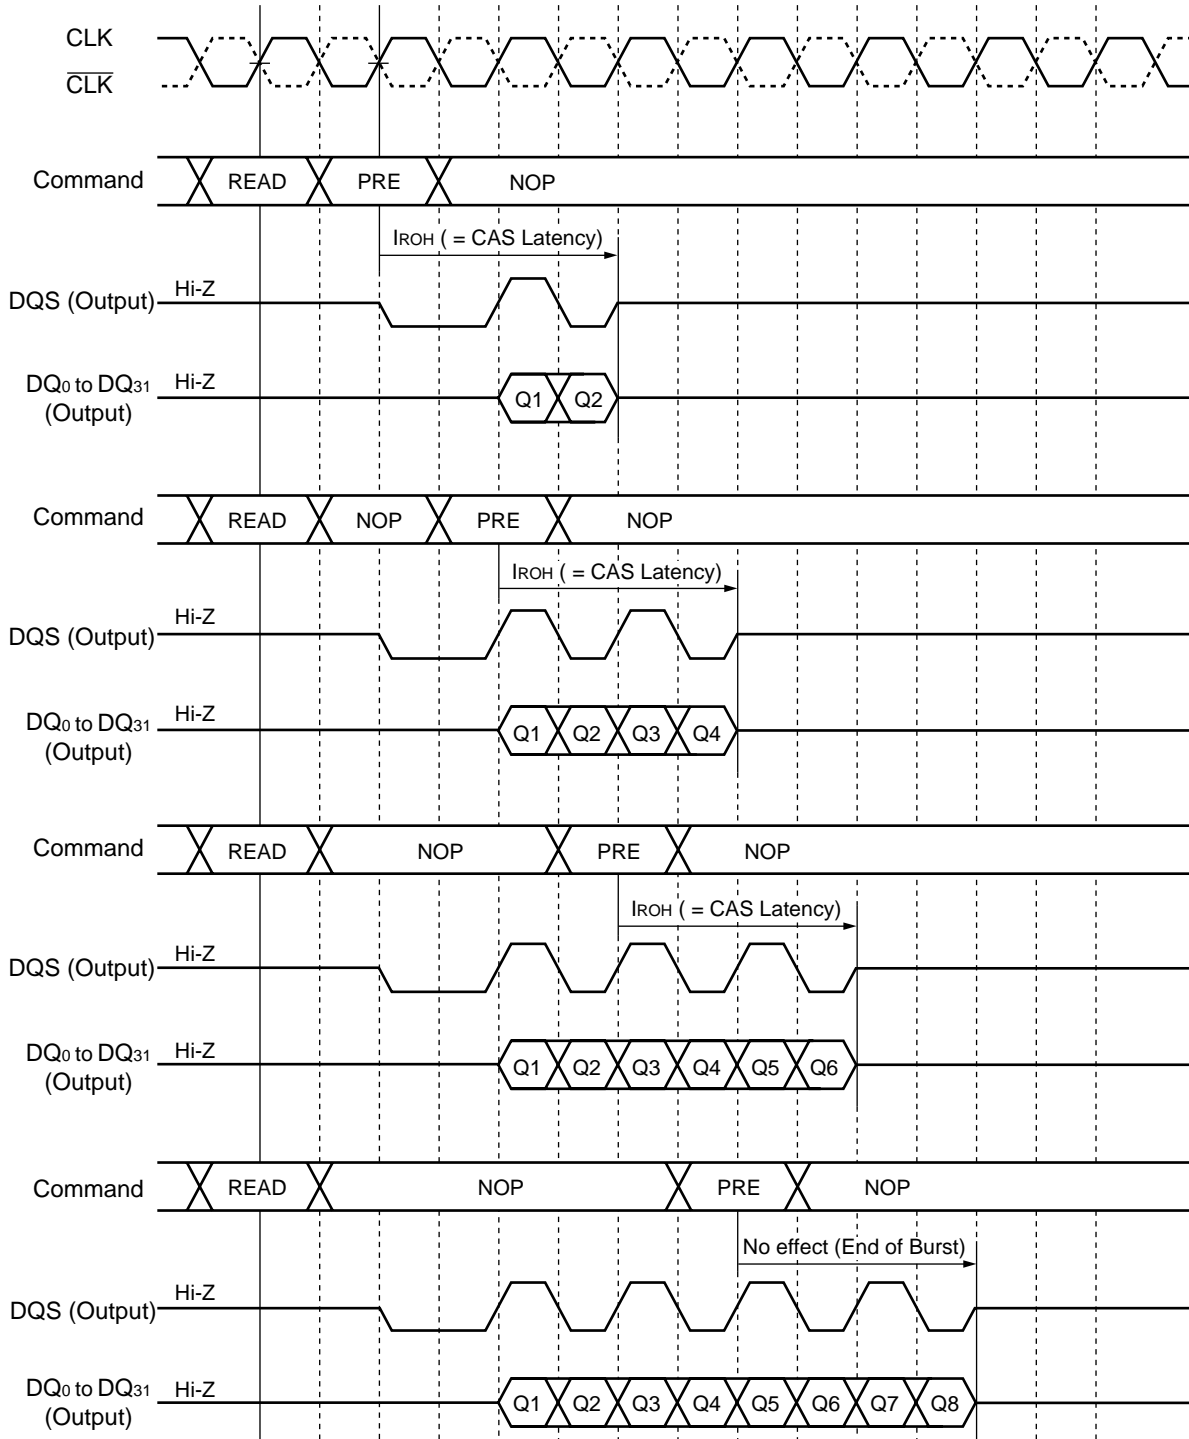 CLK
CLK
Command READ PRE NOP
IROH ( = CAS Latency)
DQS (Output) Hi-Z
DQ0 to DQ31 Hi-Z
(Output) Q1 Q2
Command READ NOP PRE NOP
IROH ( = CAS Latency)
DQS (Output) Hi-Z
DQ0 to DQ31 Hi-Z
(Output) Q1 Q2 Q3 Q4
Command READ NOP PRE NOP
IROH ( = CAS Latency)
DQS (Output) Hi-Z
DQ0 to DQ31 Hi-Z
(Output) Q1 Q2 Q3 Q4 Q5 Q6
Command READ NOP PRE NOP
No effect (End of Burst)
DQS (Output) Hi-Z
DQ0 to DQ31 Hi-Z
(Output) Q1 Q2 Q3 Q4 Q5 Q6 Q7 Q8